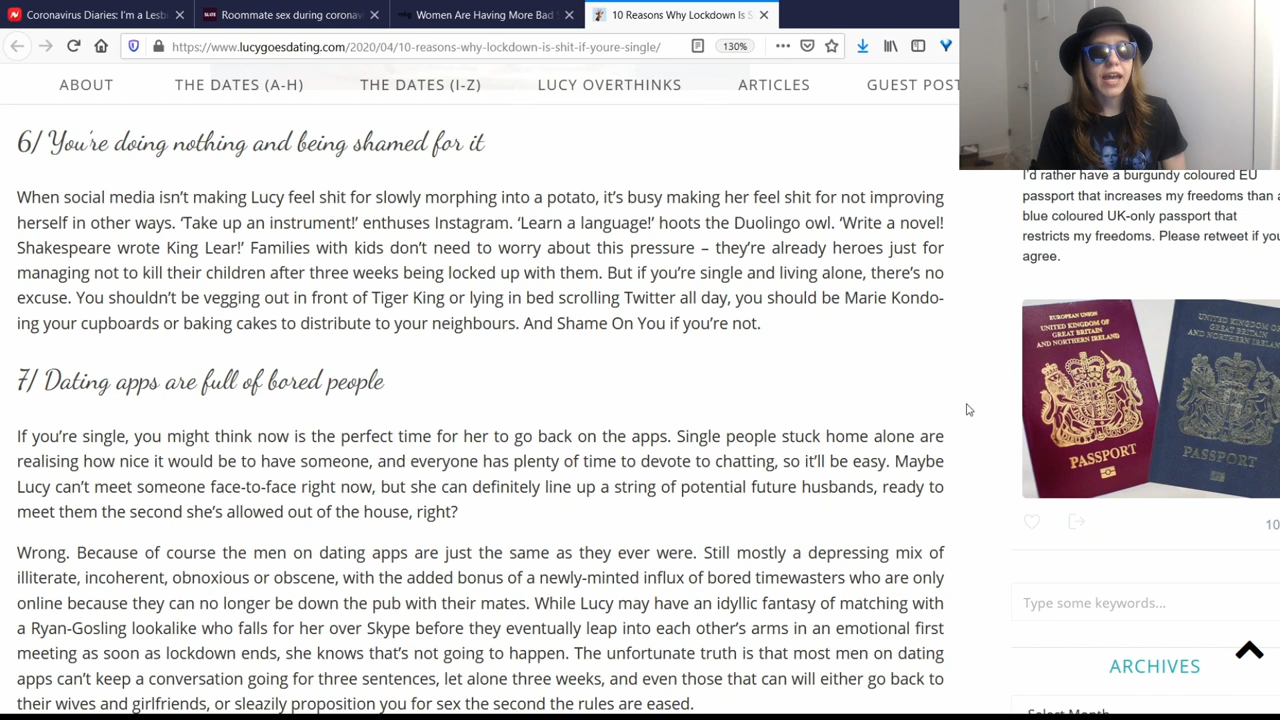 Coronavirus Diaries: I'm a Lesb
Roommate sex during coronav
Women Are Having More Bad S
10 Reasons Why Lockdown Is S
https://www.lucygoesdating.com/2020/04/10-reasons-why-lockdown-is-shit-if-youre-single/
130%
ABOUT
THE DATES (A-H)
THE DATES (I-Z)
LUCY OVERTHINKS
ARTICLES
GUEST POST
6/ You're doing nothing and being shamed for it
When social media isn't making Lucy feel shit for slowly morphing into a potato, it's busy making her feel shit for not improving
herself in other ways. 'Take up an instrument!' enthuses Instagram. 'Learn a language!' hoots the Duolingo owl. 'Write a novel!
Shakespeare wrote King Lear!' Families with kids don't need to worry about this pressure – they're already heroes just for
managing not to kill their children after three weeks being locked up with them. But if you're single and living alone, there's no
excuse. You shouldn't be vegging out in front of Tiger King or lying in bed scrolling Twitter all day, you should be Marie Kondo-
ing your cupboards or baking cakes to distribute to your neighbours. And Shame On You if you're not.
7/ Dating apps are full of bored people
If you're single, you might think now is the perfect time for her to go back on the apps. Single people stuck home alone are
realising how nice it would be to have someone, and everyone has plenty of time to devote to chatting, so it'll be easy. Maybe
Lucy can't meet someone face-to-face right now, but she can definitely line up a string of potential future husbands, ready to
meet them the second she's allowed out of the house, right?
Wrong. Because of course the men on dating apps are just the same as they ever were. Still mostly a depressing mix of
illiterate, incoherent, obnoxious or obscene, with the added bonus of a newly-minted influx of bored timewasters who are only
online because they can no longer be down the pub with their mates. While Lucy may have an idyllic fantasy of matching with
a Ryan-Gosling lookalike who falls for her over Skype before they eventually leap into each other's arms in an emotional first
meeting as soon as lockdown ends, she knows that's not going to happen. The unfortunate truth is that most men on dating
apps can't keep a conversation going for three sentences, let alone three weeks, and even those that can will either go back to
their wives and girlfriends, or sleazily proposition you for sex the second the rules are eased.
I'd rather have a burgundy coloured EU
passport that increases my freedoms than a
blue coloured UK-only passport that
restricts my freedoms. Please retweet if you
agree.
EUROPEAN UNION
UNITED KINGDOM OF
GREAT BRITAIN
AND NORTHERN IRELAND
PASSPORT
UNITED KINGDOM OF
GREAT BRITAIN
AND NORTHERN IRELAN
PASSPORT
10
Type some keywords...
ARCHIVES
Select Month